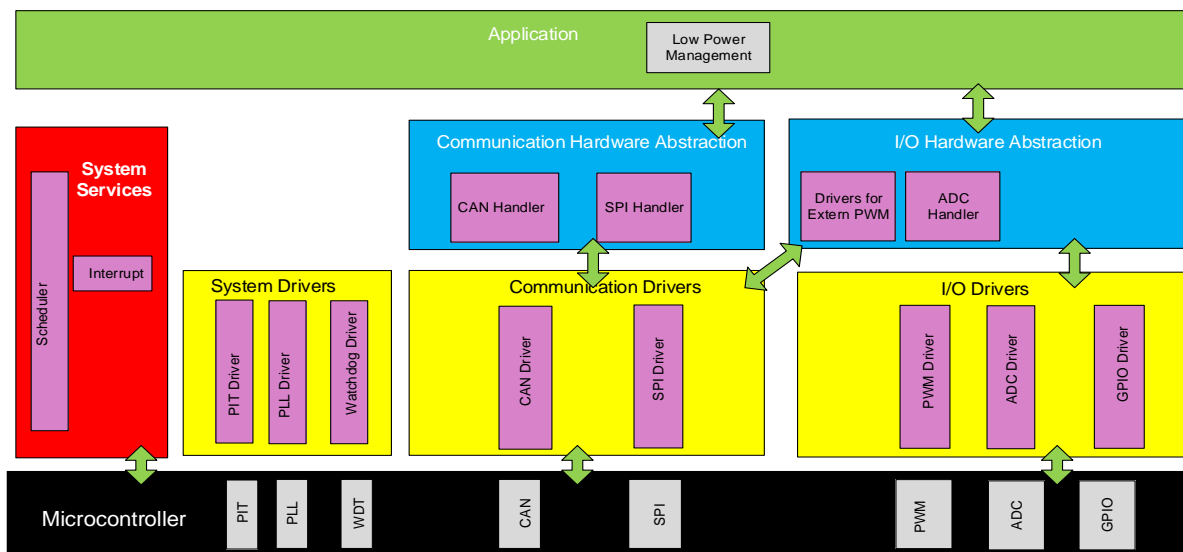 Application
Low Power
Management
System
Services
Scheduler
Interrupt
Communication Hardware Abstraction
CAN Handler
SPI Handler
I/O Hardware Abstraction
Drivers for
Extern PWM
ADC
Handler
System Drivers
PIT Driver
PLL Driver
Watchdog Driver
Communication Drivers
CAN Driver
SPI Driver
I/O Drivers
PWM Driver
ADC Driver
GPIO Driver
Microcontroller
PIT
PLL
WDT
CAN
SPI
PWM
ADC
GPIO